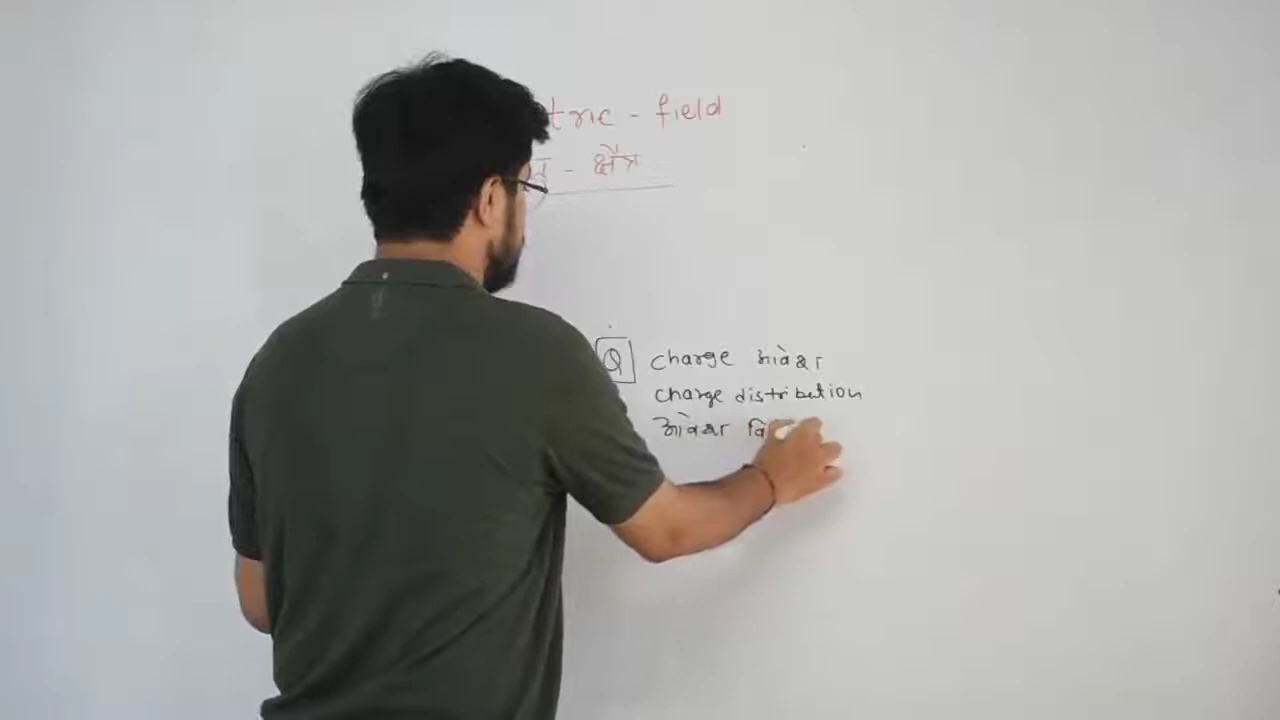 tric - field
- क्षैत्र
Q charge आवेश
charge distribution
आवेश वि